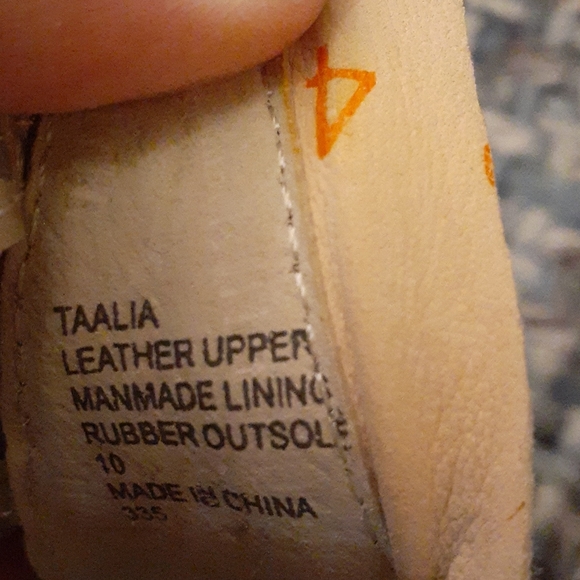 4
TAALIA
LEATHER UPPER
MANMADE LINING
RUBBER OUTSOLE
10
MADE IN CHINA
335